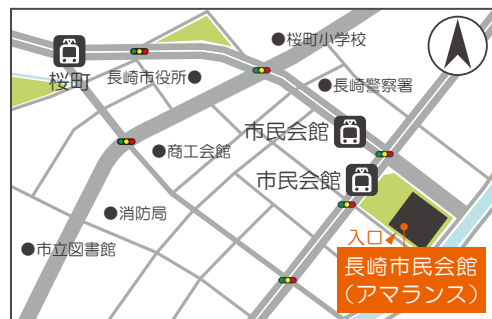 ●桜町小学校
桜町
長崎市役所●
●長崎警察署
市民会館
●商工会館
市民会館
●消防局
入口
●市立図書館
長崎市民会館
（アマランス）